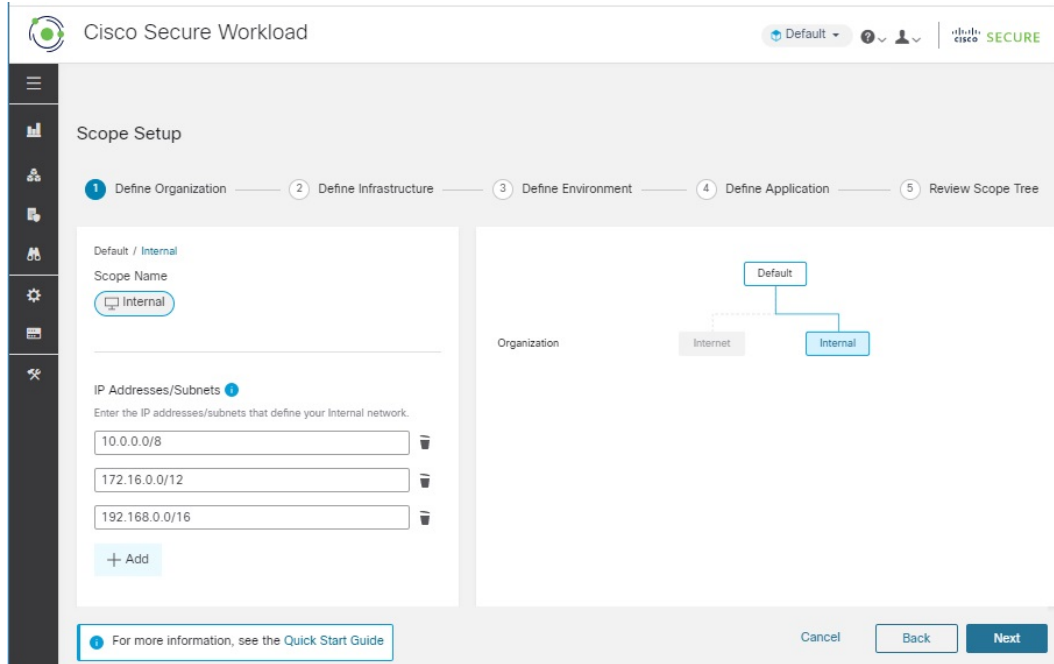 Cisco Secure Workload
Default
cisco SECURE
Scope Setup
1 Define Organization
2 Define Infrastructure
3 Define Environment
4 Define Application
5 Review Scope Tree
Default / Internal
Scope Name
Internal
IP Addresses/Subnets
Enter the IP addresses/subnets that define your Internal network.
10.0.0.0/8
172.16.0.0/12
192.168.0.0/16
+ Add
Default
Organization
Internet
Internal
For more information, see the Quick Start Guide
Cancel
Back
Next